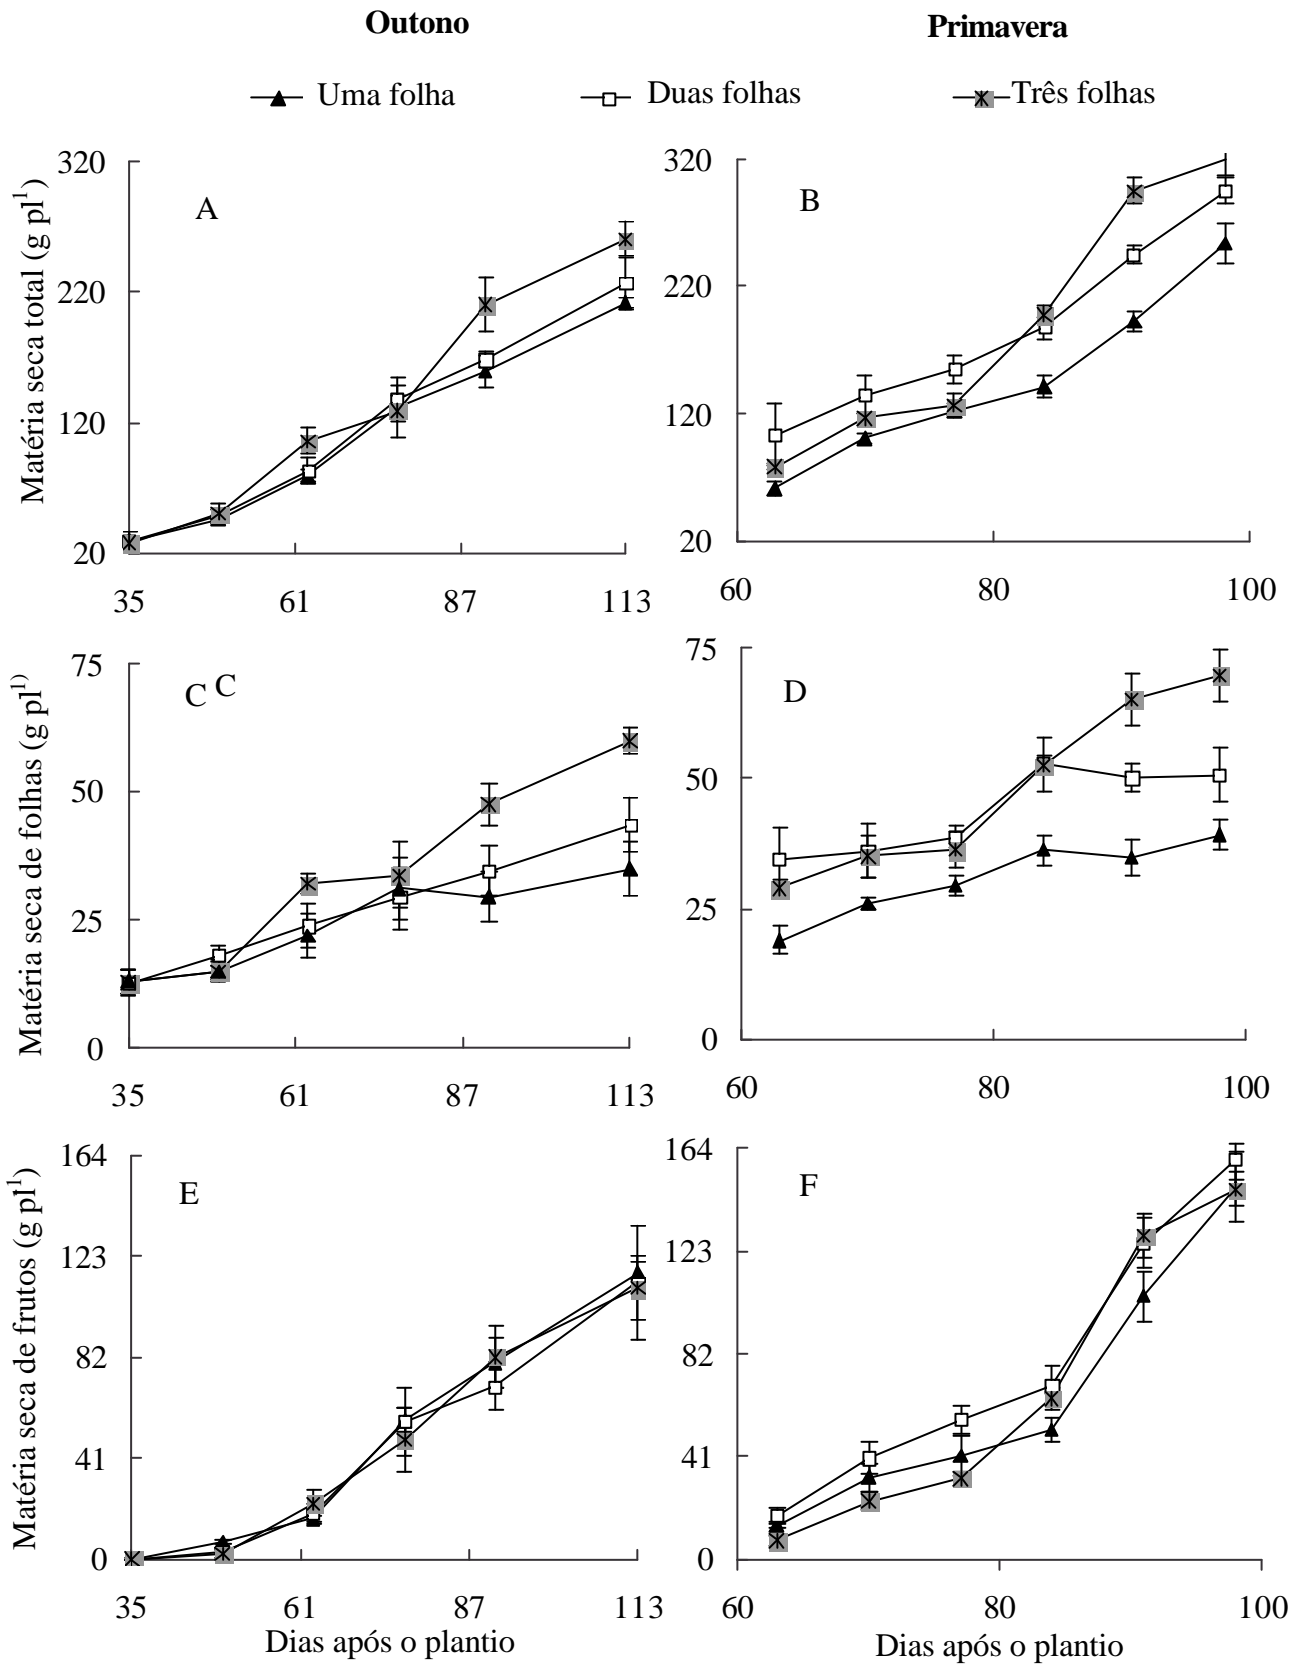 Outono
Primavera
Uma folha
Duas folhas
Três folhas
Matéria seca total (g pl¹)
320
220
120
20
A
35
61
87
113
320
220
120
20
B
60
80
100
Matéria seca de folhas (g pl¹⁾
75
50
25
0
C C
35
61
87
113
75
50
25
0
D
60
80
100
Matéria seca de frutos (g pl¹)
164
123
82
41
0
E
35
61
87
113
Dias após o plantio
164
123
82
41
0
F
60
80
100
Dias após o plantio